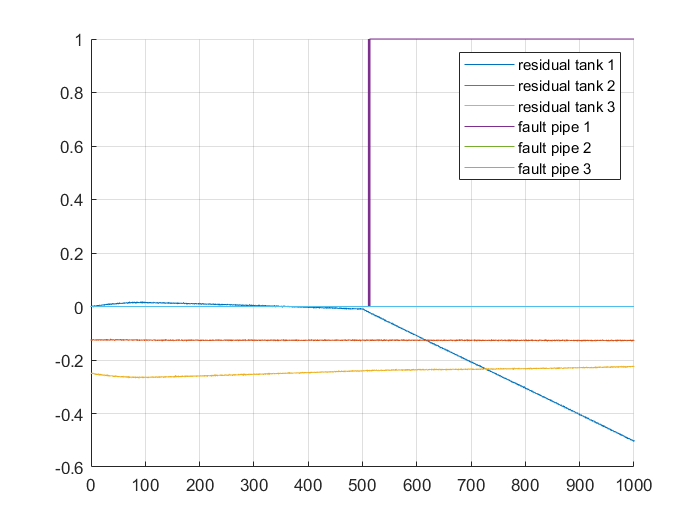 1
0.8
0.6
0.4
0.2
0
-0.2
-0.4
-0.6
0 100 200 300 400 500 600 700 800 900 1000
residual tank 1
residual tank 2
residual tank 3
fault pipe 1
fault pipe 2
fault pipe 3